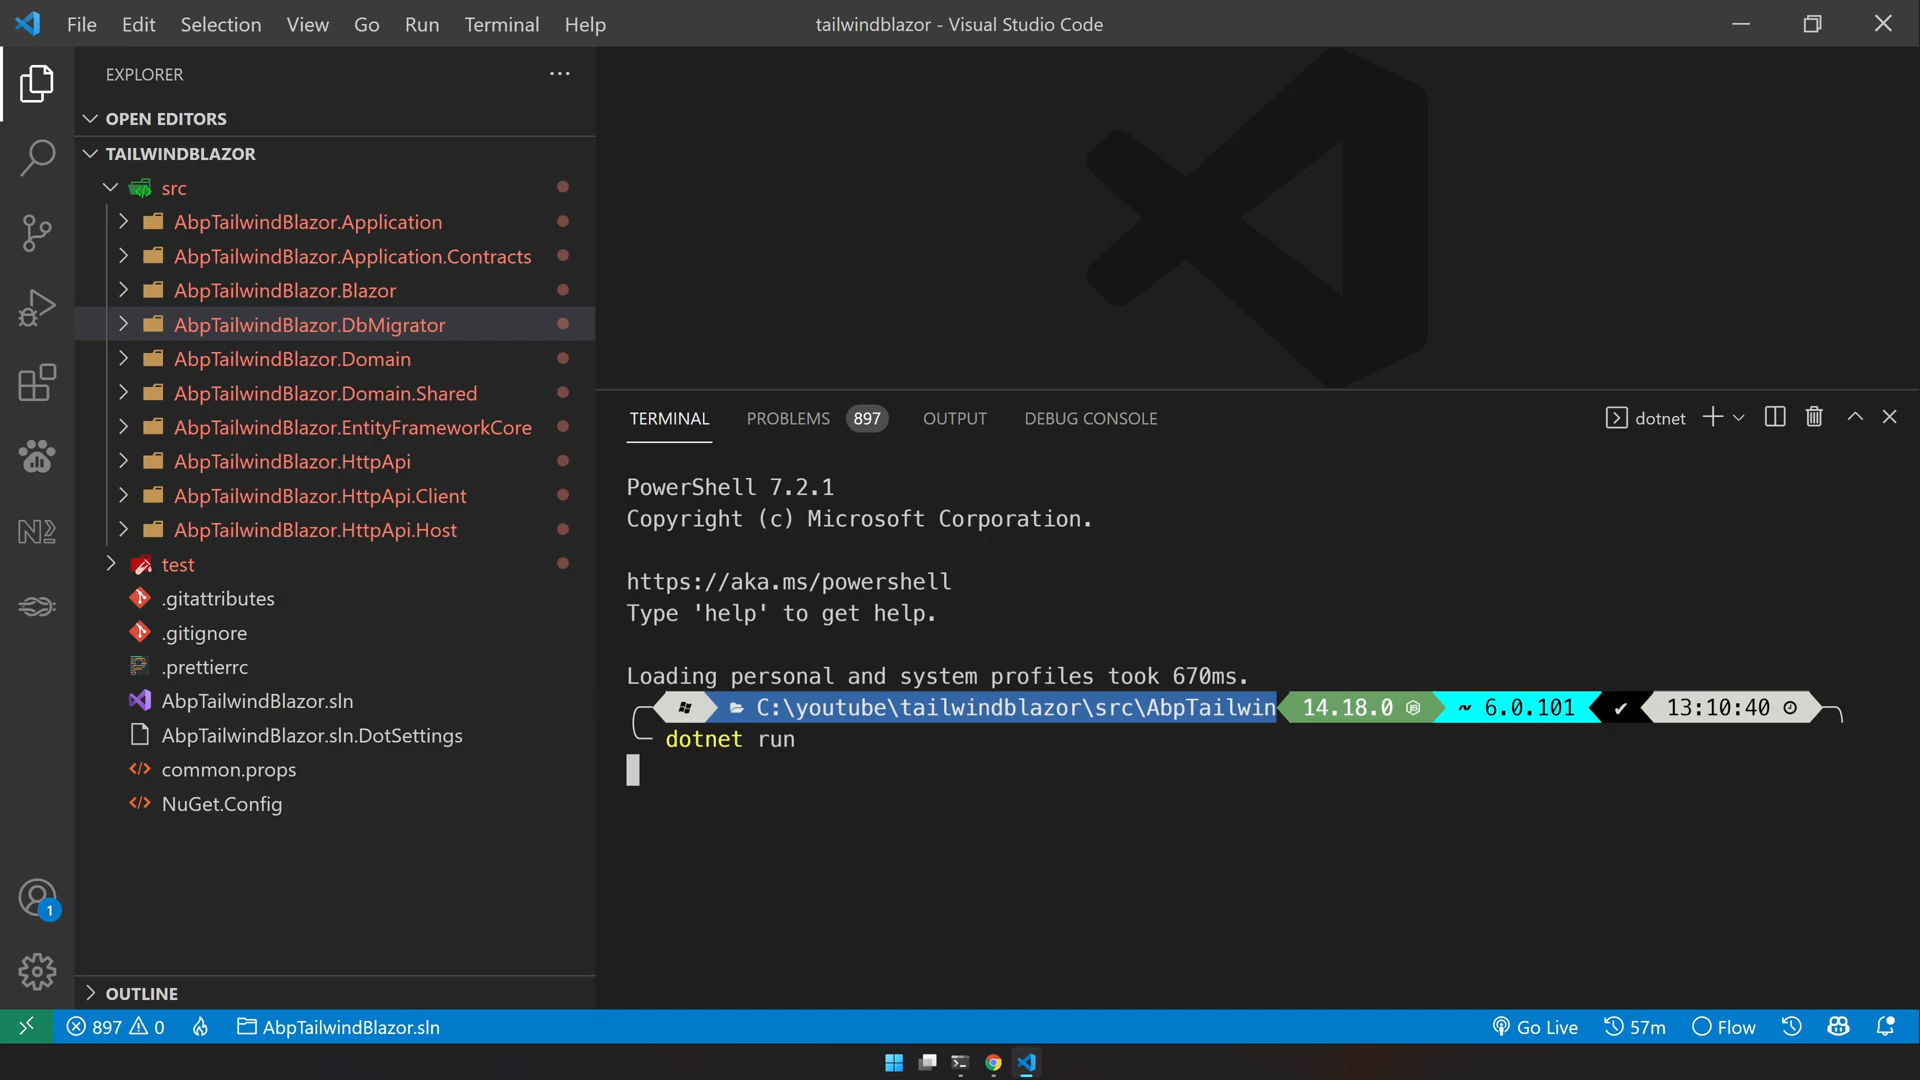 File Edit Selection View Go Run Terminal Help
tailwindblazor - Visual Studio Code
EXPLORER
OPEN EDITORS
TAILWINDBLAZOR
src
AbpTailwindBlazor.Application
AbpTailwindBlazor.Application.Contracts
AbpTailwindBlazor.Blazor
AbpTailwindBlazor.DbMigrator
AbpTailwindBlazor.Domain
AbpTailwindBlazor.Domain.Shared
AbpTailwindBlazor.EntityFrameworkCore
AbpTailwindBlazor.HttpApi
AbpTailwindBlazor.HttpApi.Client
AbpTailwindBlazor.HttpApi.Host
test
.gitattributes
.gitignore
.prettierrc
AbpTailwindBlazor.sln
AbpTailwindBlazor.sln.DotSettings
common.props
NuGet.Config
OUTLINE
1
TERMINAL PROBLEMS 897 OUTPUT DEBUG CONSOLE
dotnet
PowerShell 7.2.1
Copyright (c) Microsoft Corporation.
https://aka.ms/powershell
Type 'help' to get help.
Loading personal and system profiles took 670ms.
C:\youtube\tailwindblazor\src\AbpTailwin 14.18.0 ~ 6.0.101 ✔ 13:10:40
dotnet run
897 0 AbpTailwindBlazor.sln
Go Live 57m Flow